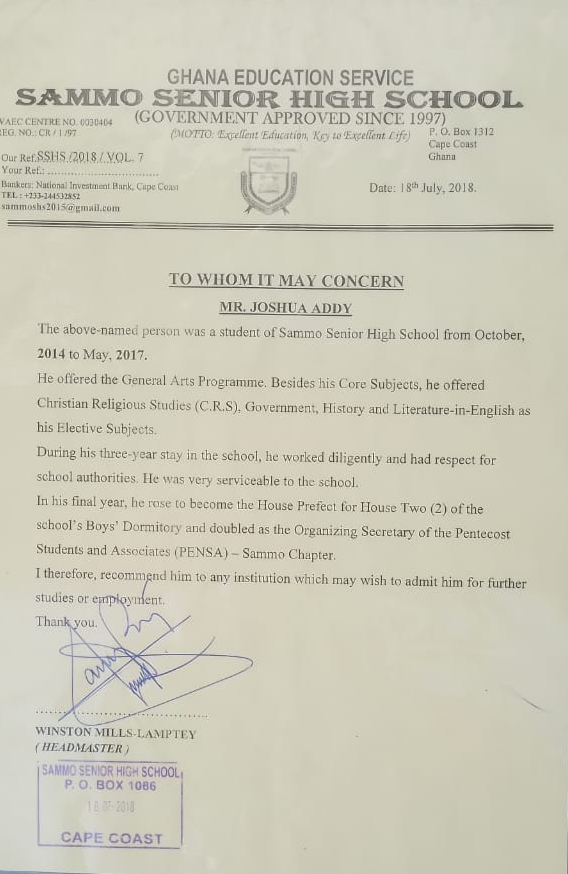 GHANA EDUCATION SERVICE
SAMMO SENIOR HIGH SCHOOL
(GOVERNMENT APPROVED SINCE 1997)
WAEC CENTRE NO. 0030404
REG. NO.: CR / 1 /97
(MOTTO: Excellent Education, Key to Excellent Life)
P. O. Box 1312
Cape Coast
Ghana
Our Ref: SSHS /2018 / VOL. 7
Your Ref.: ..............................
Bankers: National Investment Bank, Cape Coast
TEL : +233-244532852
sammoshs2015@gmail.com
Date: 18th July, 2018.
TO WHOM IT MAY CONCERN
MR. JOSHUA ADDY
The above-named person was a student of Sammo Senior High School from October,
2014 to May, 2017.
He offered the General Arts Programme. Besides his Core Subjects, he offered
Christian Religious Studies (C.R.S), Government, History and Literature-in-English as
his Elective Subjects.
During his three-year stay in the school, he worked diligently and had respect for
school authorities. He was very serviceable to the school.
In his final year, he rose to become the House Prefect for House Two (2) of the
school's Boys' Dormitory and doubled as the Organizing Secretary of the Pentecost
Students and Associates (PENSA) – Sammo Chapter.
I therefore, recommend him to any institution which may wish to admit him for further
studies or employment.
Thank you.
WINSTON MILLS-LAMPTEY
( HEADMASTER )
SAMMO SENIOR HIGH SCHOOL
P. O. BOX 1086
18-07-2018
CAPE COAST